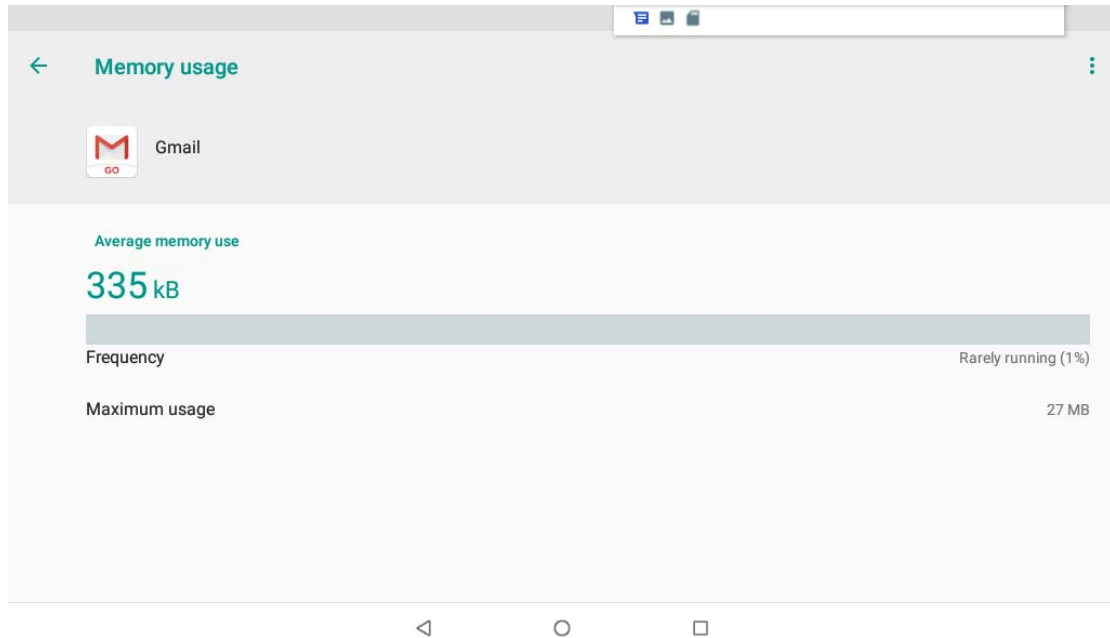 Memory usage
GO
Gmail
Average memory use
335 kB
Frequency
Rarely running (1%)
Maximum usage
27 MB